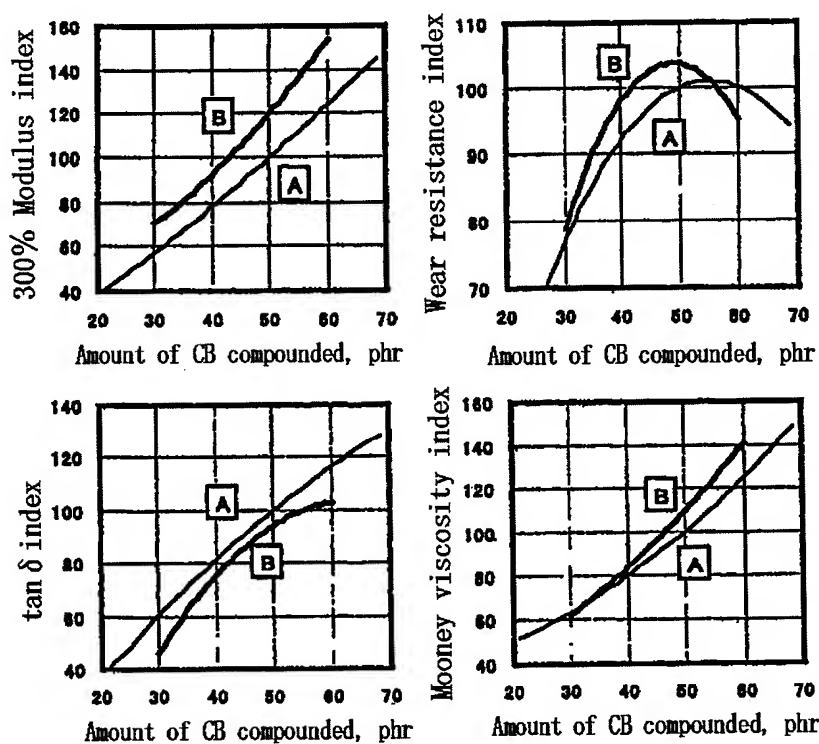 300% Modulus index
160
140
120
100
80
60
40
B
A
20 30 40 50 60 70
Amount of CB compounded, phr
Wear resistance index
110
100
90
80
70
B
A
20 30 40 50 60 70
Amount of CB compounded, phr
tan δ index
140
120
100
80
60
40
A
B
20 30 40 50 60 70
Amount of CB compounded, phr
Mooney viscosity index
160
140
120
100
80
60
40
B
A
20 30 40 50 60 70
Amount of CB compounded, phr